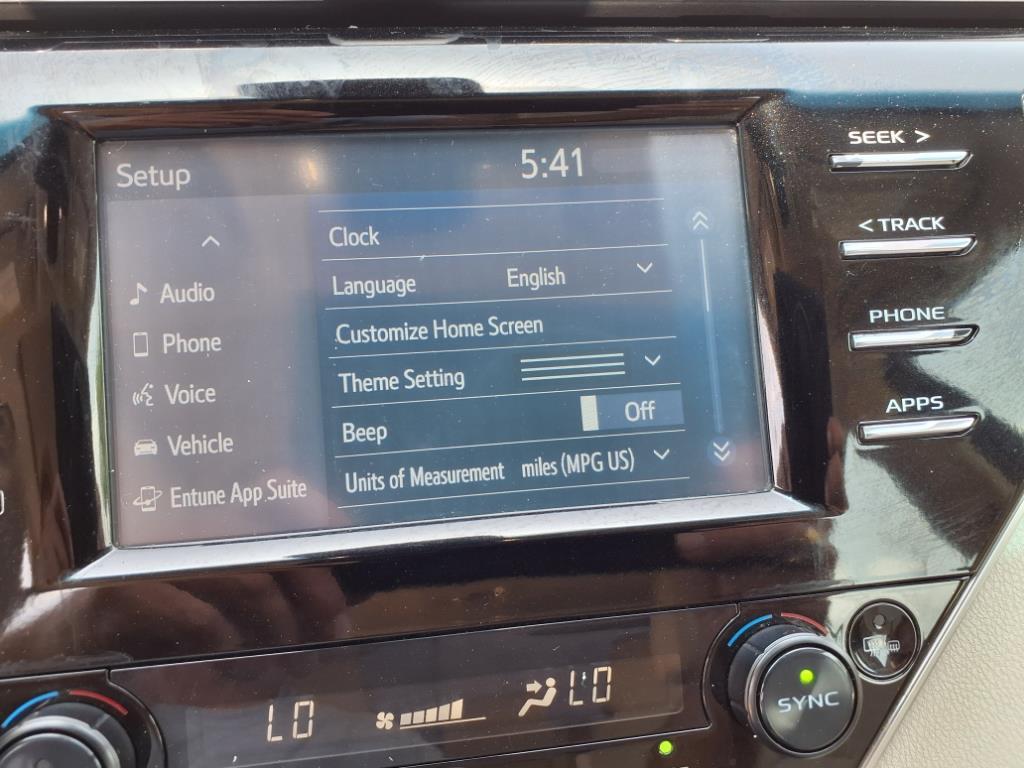 Setup 5:41
Clock
Language English
Customize Home Screen
Theme Setting
Beep Off
Units of Measurement miles (MPG US)
Audio
Phone
Voice
Vehicle
Entune App Suite
SEEK >
< TRACK
PHONE
APPS
LO LO
SYNC